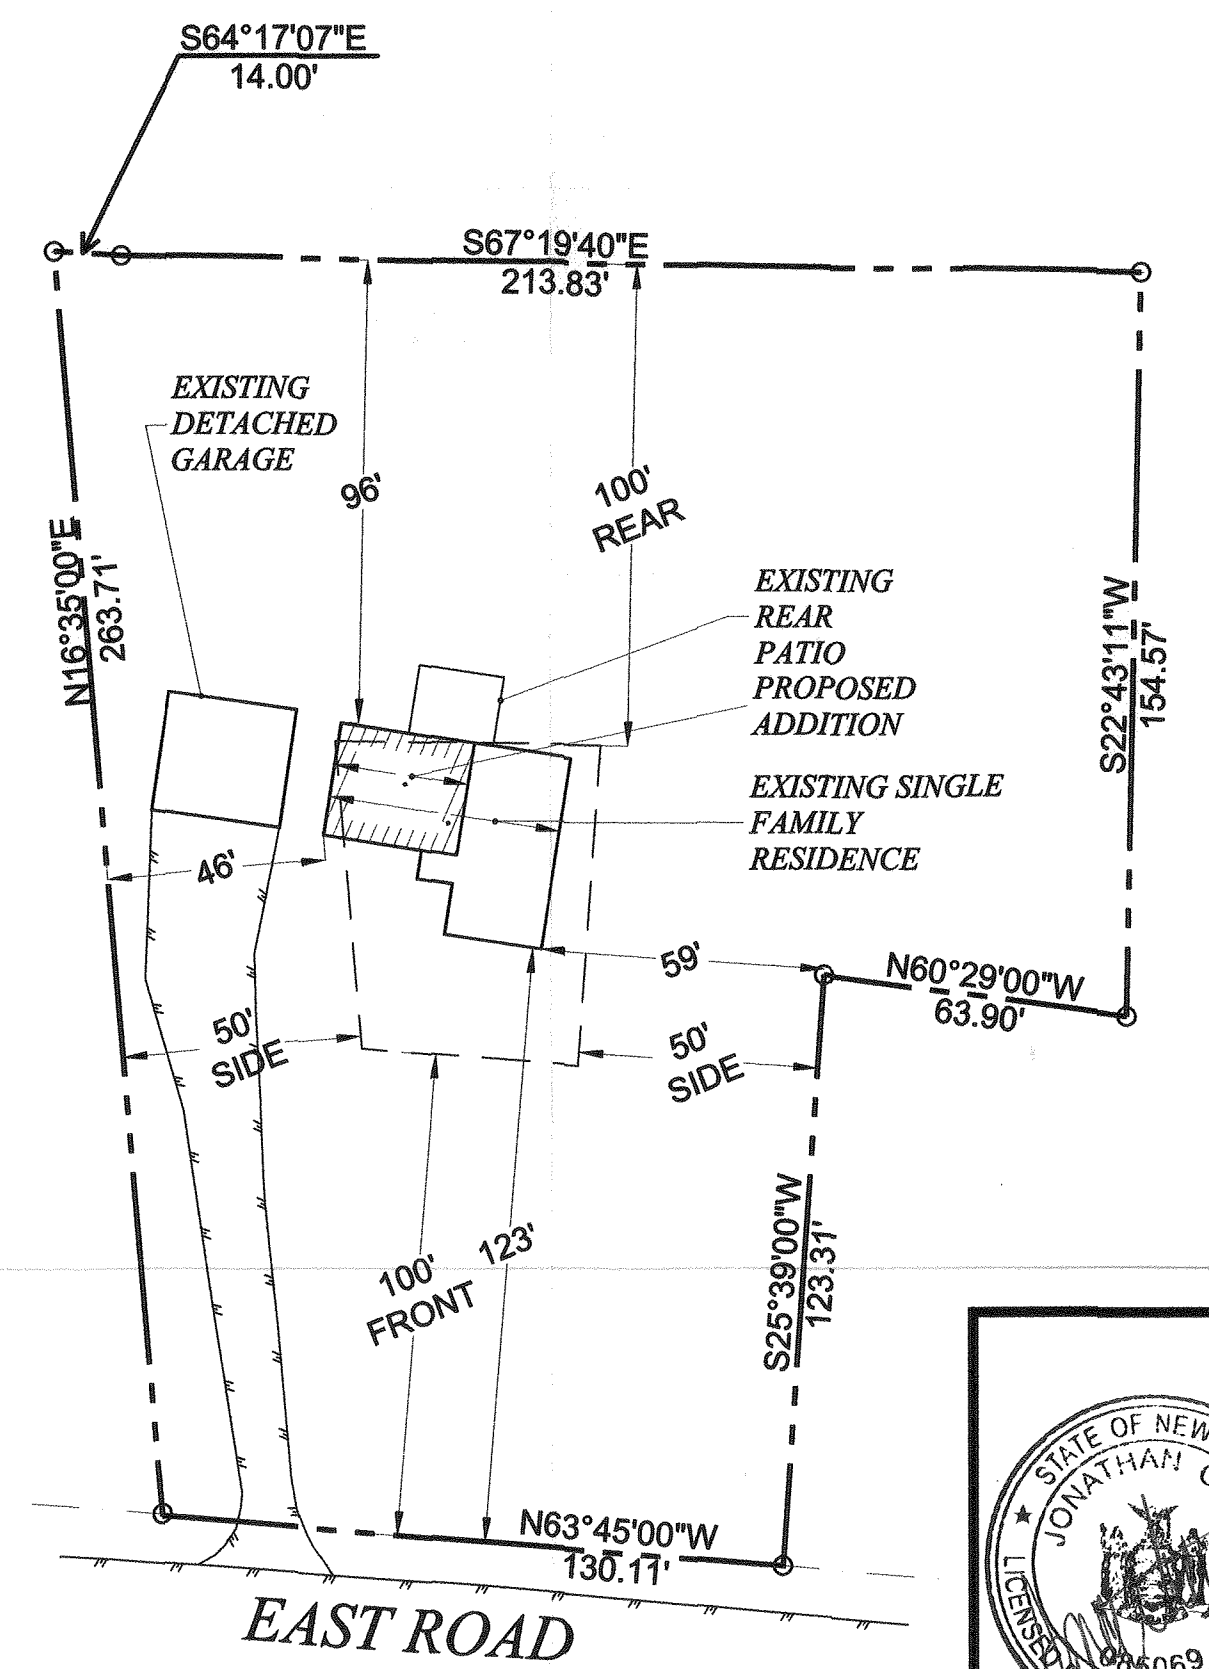 S64°17'07"E
14.00'
S67°19'40"E
213.83'
EXISTING
DETACHED
GARAGE
96'
100'
REAR
N16°35'00"E
263.71'
EXISTING
REAR
PATIO
PROPOSED
ADDITION
S22°43'11"W
154.57'
EXISTING SINGLE
FAMILY
RESIDENCE
46'
59'
N60°29'00"W
63.90'
50'
SIDE
50'
SIDE
S25°39'00"W
123.31'
100'
FRONT
123'
N63°45'00"W
130.11'
EAST ROAD
STATE OF NEW
JONATHAN
LICENSED